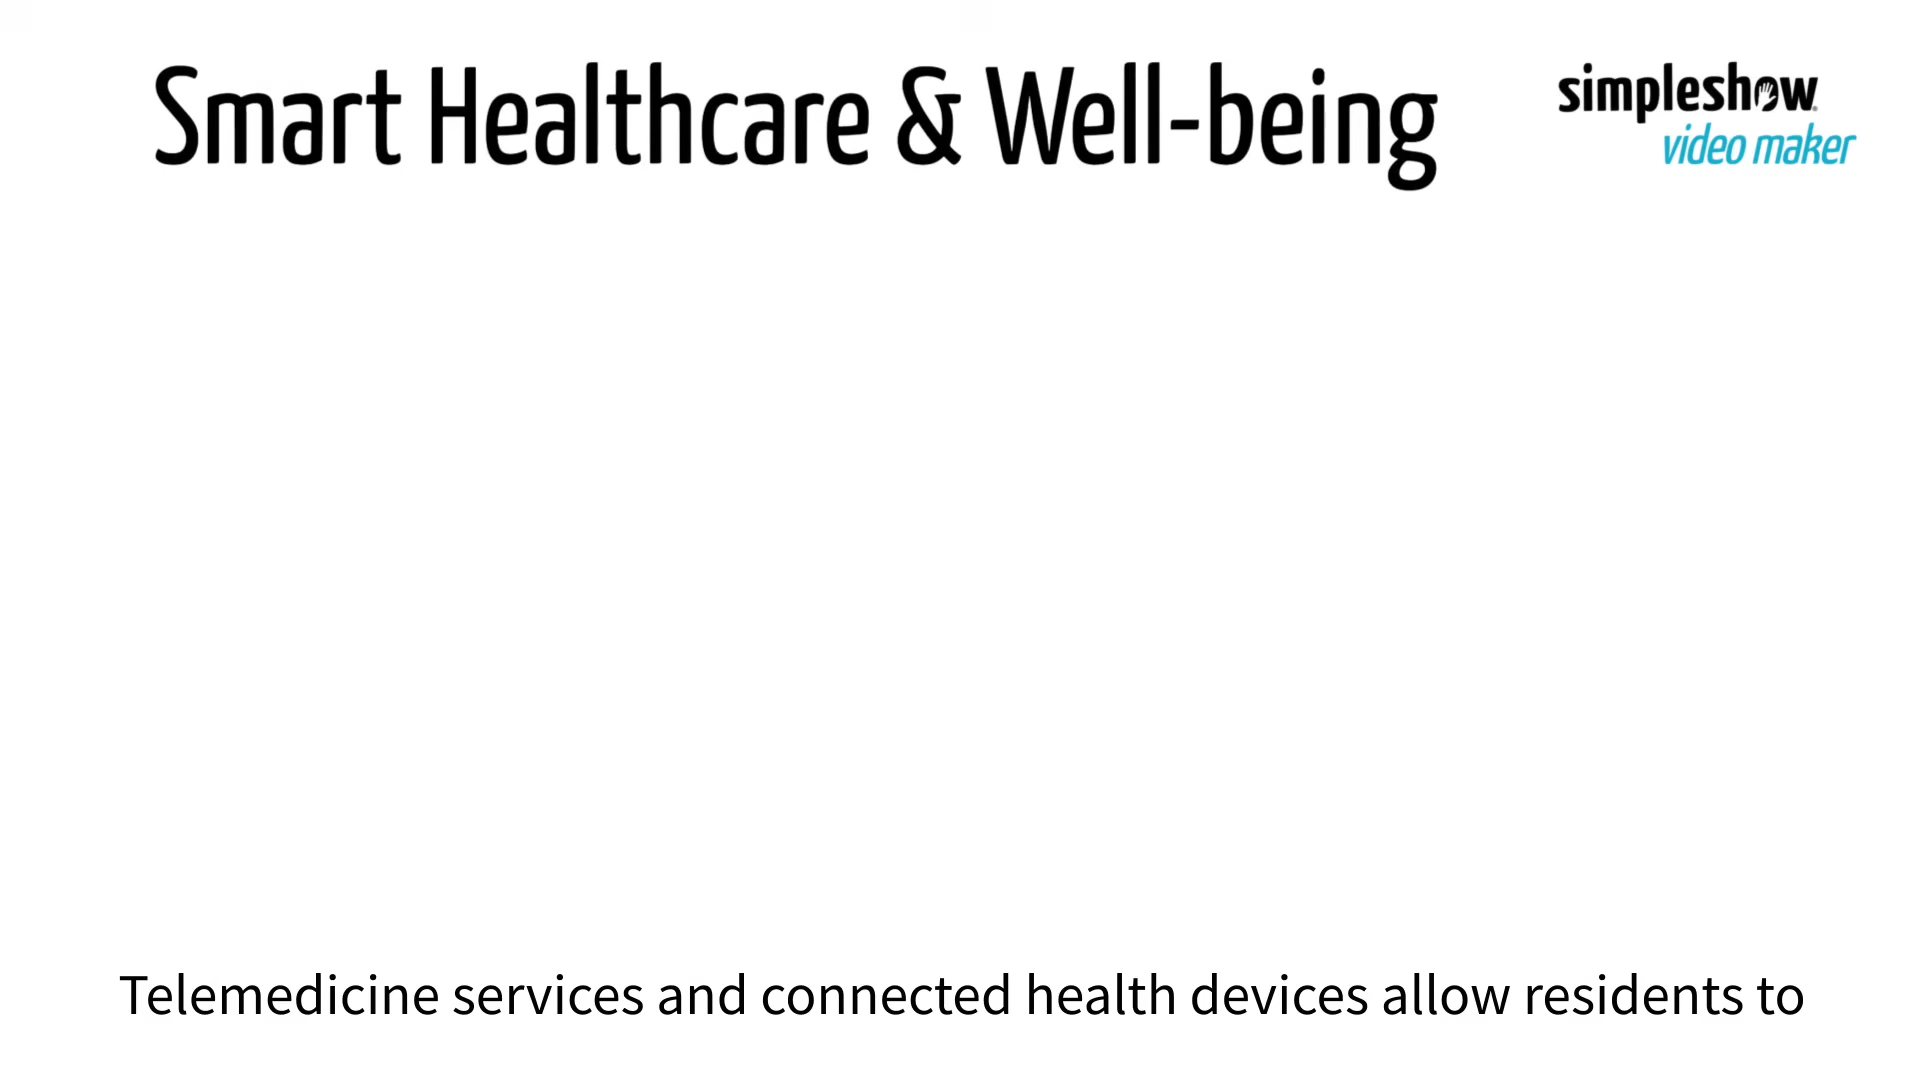 Smart Healthcare & Well-being
simpleshow
video maker
Telemedicine services and connected health devices allow residents to